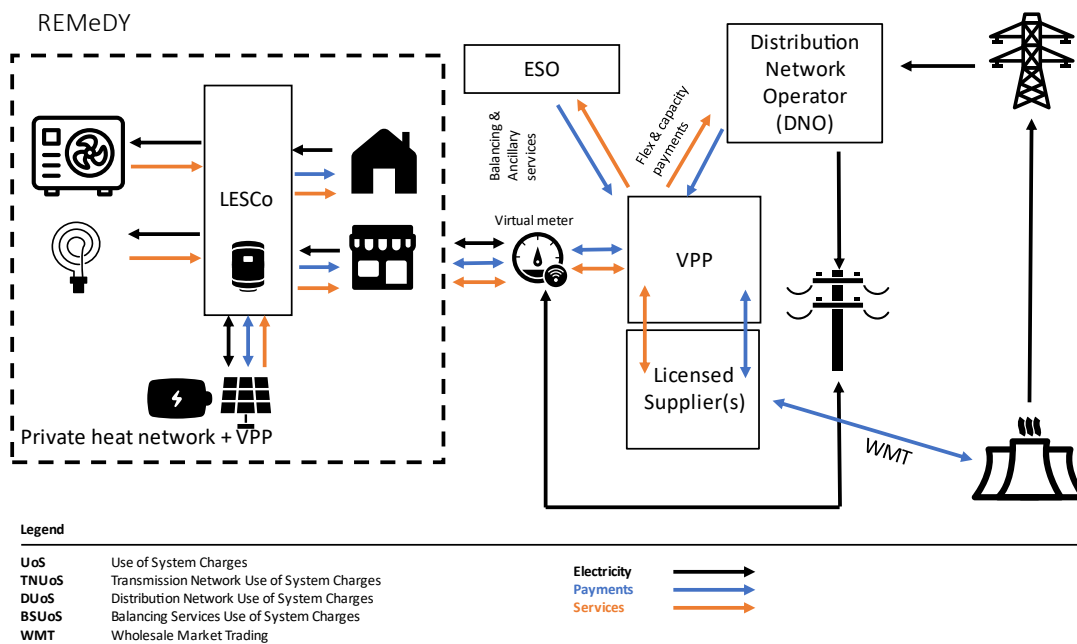 REMeDY
ESO
Distribution
Network
Operator
(DNO)
Balancing &
Ancillary
services
Flex & capacity
payments
LESCo
Virtual meter
VPP
Licensed
Supplier(s)
Private heat network + VPP
WMT
Legend
UoS Use of System Charges
TNUoS Transmission Network Use of System Charges
DUoS Distribution Network Use of System Charges
BSUoS Balancing Services Use of System Charges
WMT Wholesale Market Trading
Electricity
Payments
Services